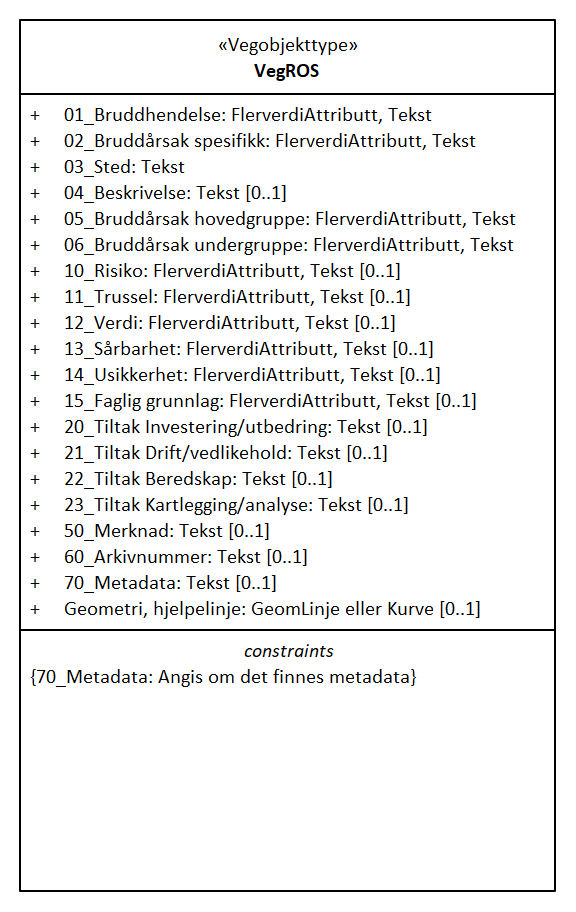 «Vegobjekttype»
VegROS
+ 01_Bruddhendelse: FlerverdiAttributt, Tekst
+ 02_Bruddårsak spesifikk: FlerverdiAttributt, Tekst
+ 03_Sted: Tekst
+ 04_Beskrivelse: Tekst [0..1]
+ 05_Bruddårsak hovedgruppe: FlerverdiAttributt, Tekst
+ 06_Bruddårsak undergruppe: FlerverdiAttributt, Tekst
+ 10_Risiko: FlerverdiAttributt, Tekst [0..1]
+ 11_Trussel: FlerverdiAttributt, Tekst [0..1]
+ 12_Verdi: FlerverdiAttributt, Tekst [0..1]
+ 13_Sårbarhet: FlerverdiAttributt, Tekst [0..1]
+ 14_Usikkerhet: FlerverdiAttributt, Tekst [0..1]
+ 15_Faglig grunnlag: FlerverdiAttributt, Tekst [0..1]
+ 20_Tiltak Investering/utbedring: Tekst [0..1]
+ 21_Tiltak Drift/vedlikehold: Tekst [0..1]
+ 22_Tiltak Beredskap: Tekst [0..1]
+ 23_Tiltak Kartlegging/analyse: Tekst [0..1]
+ 50_Merknad: Tekst [0..1]
+ 60_Arkivnummer: Tekst [0..1]
+ 70_Metadata: Tekst [0..1]
+ Geometri, hjelpelinje: GeomLinje eller Kurve [0..1]
constraints
{70_Metadata: Angis om det finnes metadata}